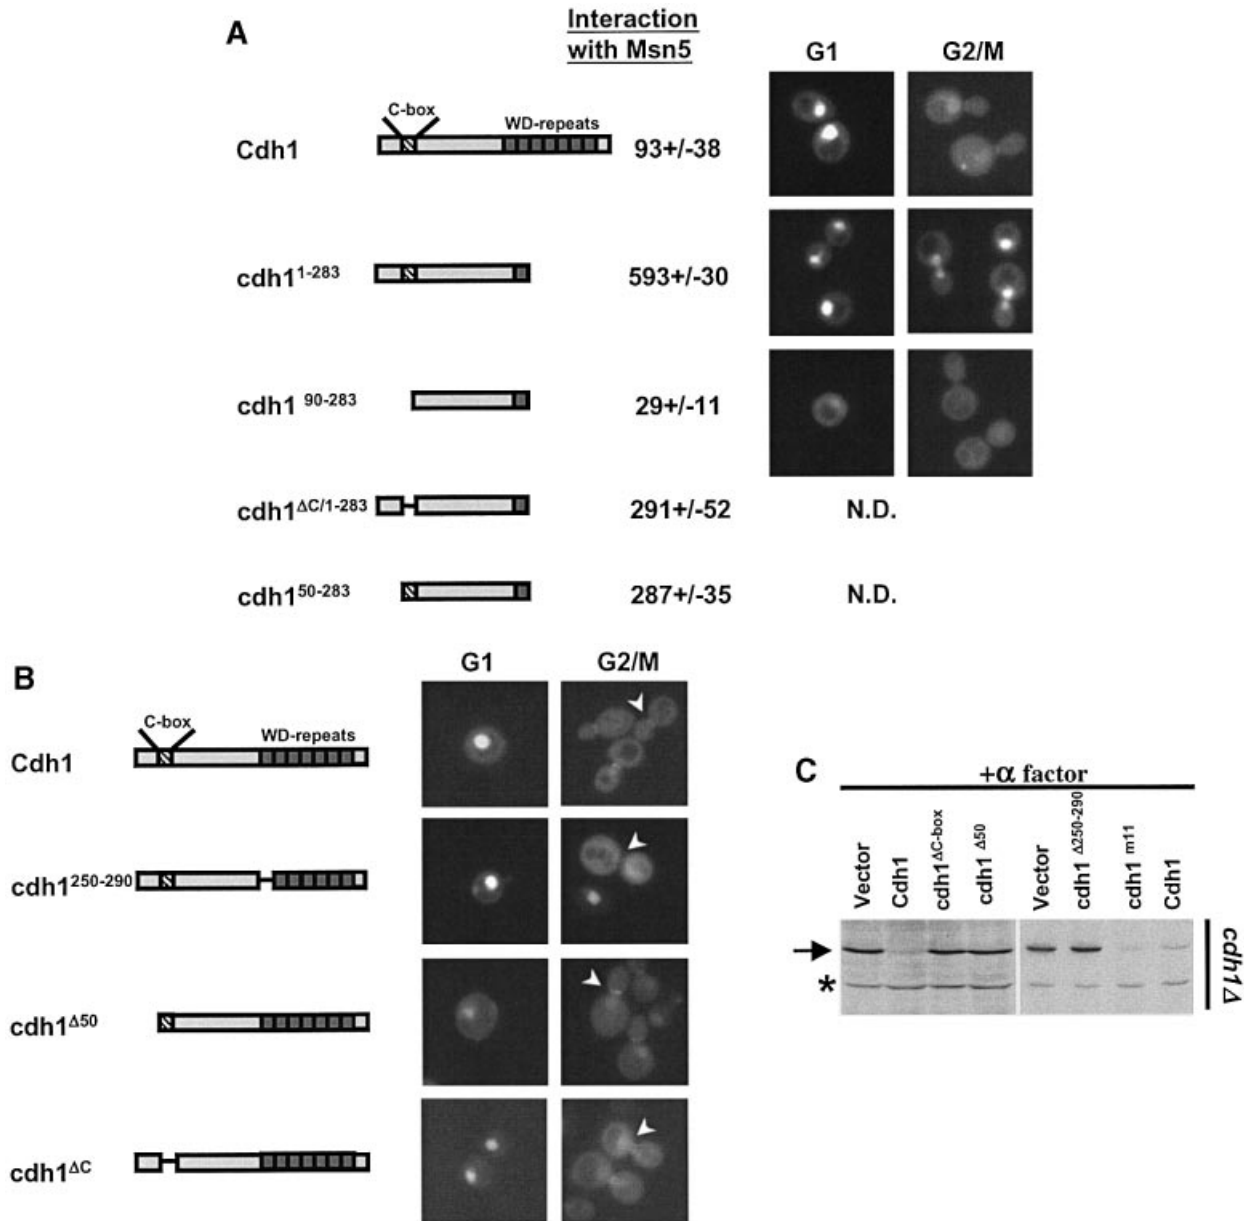 A
Interaction
with Msn5
G1
G2/M
C-box
WD-repeats
Cdh1
93+/-38
cdh1 1-283
593+/-30
cdh1 90-283
29+/-11
cdh1 ΔC/1-283
291+/-52
N.D.
cdh1 50-283
287+/-35
N.D.
B
G1
G2/M
C-box
WD-repeats
Cdh1
cdh1 250-290
cdh1 Δ50
cdh1 ΔC
C
+α factor
Vector
Cdh1
cdh1 ΔC-box
cdh1 Δ50
Vector
cdh1 Δ250-290
cdh1 m11
Cdh1
*
cdh1Δ